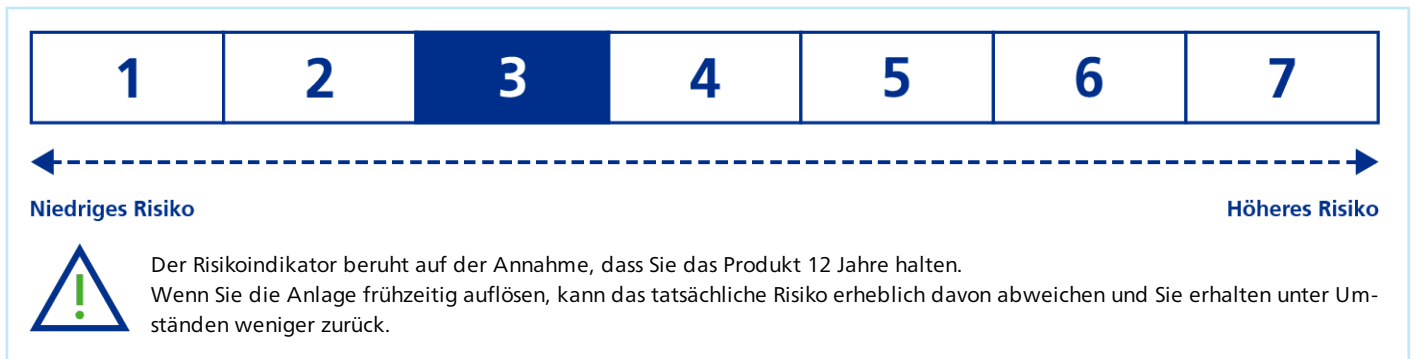 1 2 3 4 5 6 7
Niedriges Risiko Höheres Risiko
Der Risikoindikator beruht auf der Annahme, dass Sie das Produkt 12 Jahre halten.
Wenn Sie die Anlage frühzeitig auflösen, kann das tatsächliche Risiko erheblich davon abweichen und Sie erhalten unter Um-
ständen weniger zurück.